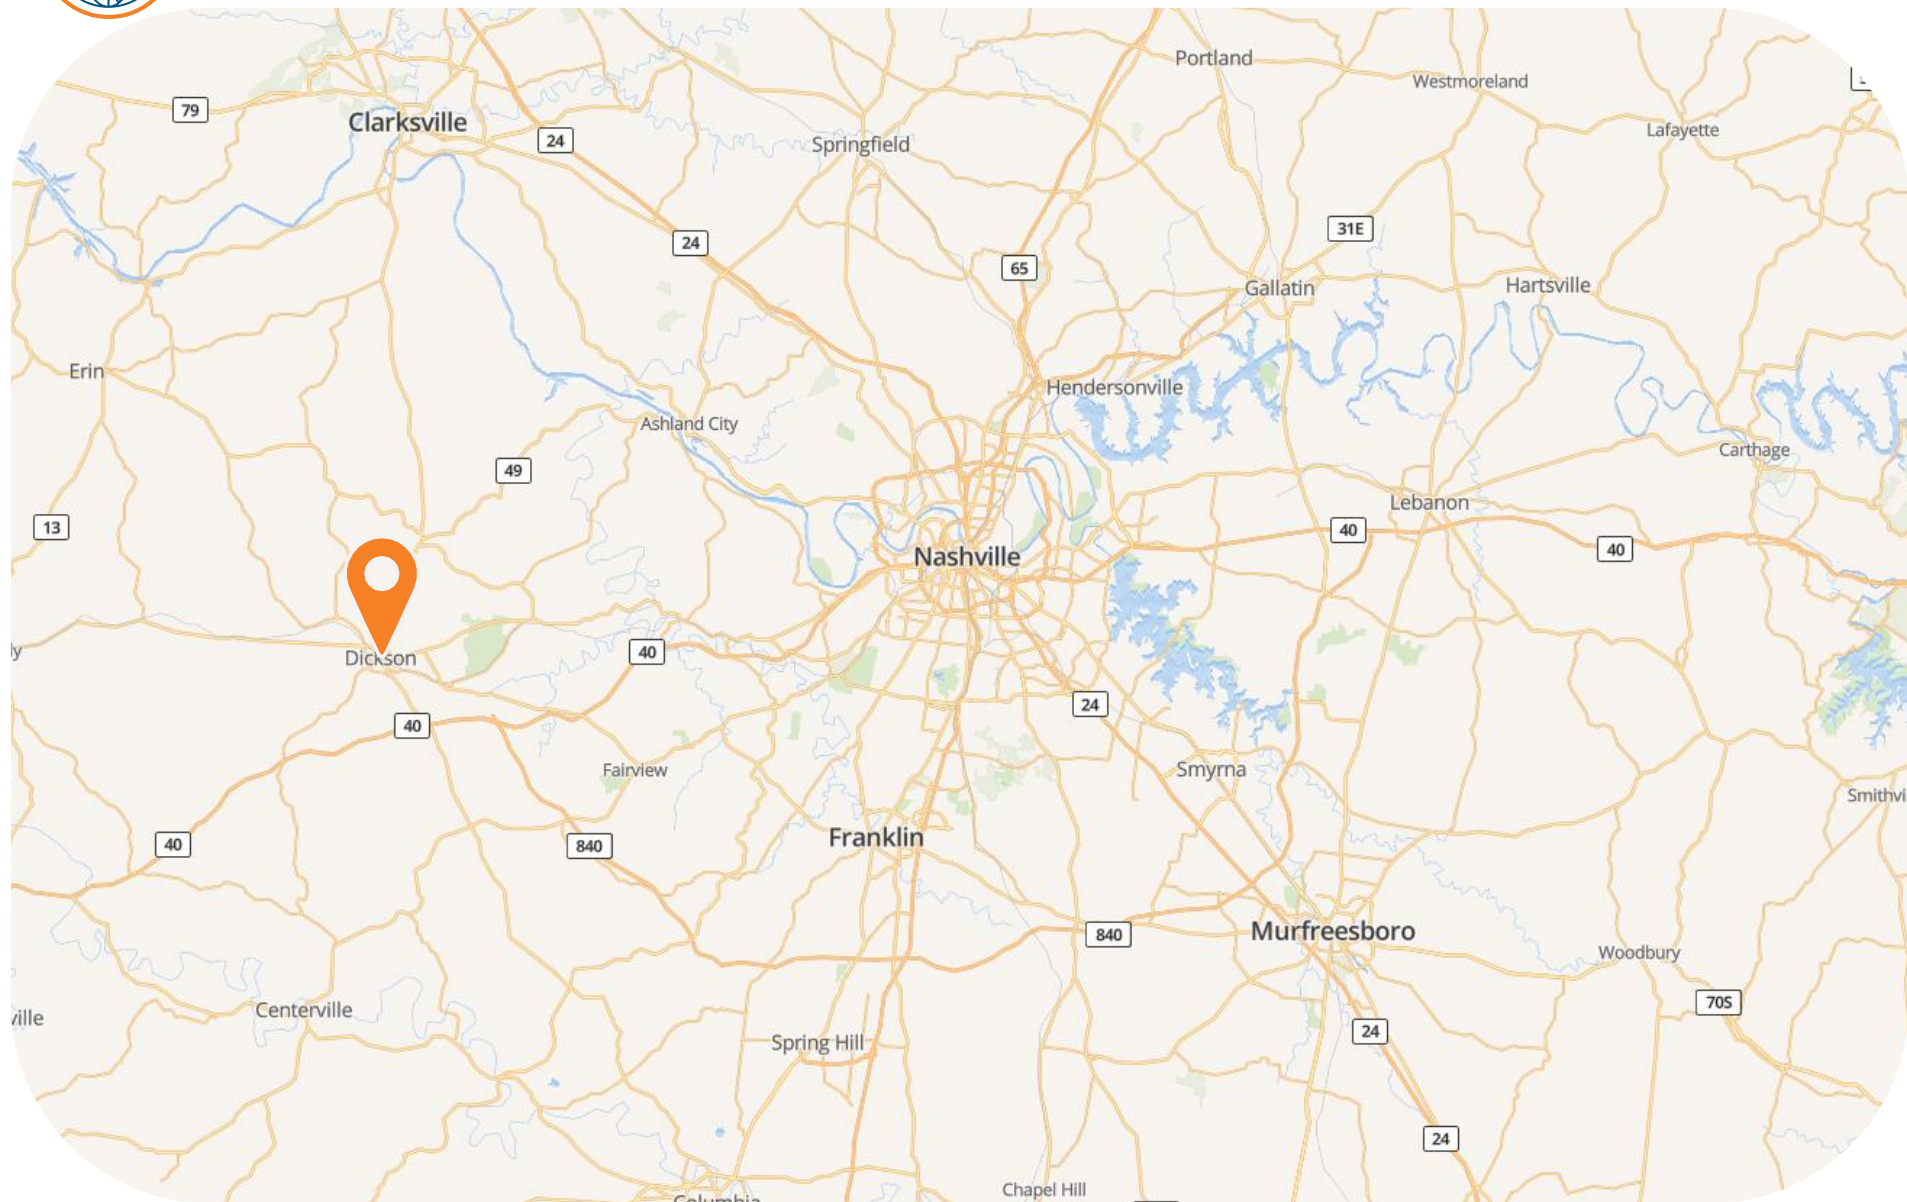 Portland
Westmoreland
79
Clarksville
24
Springfield
Lafayette
24
31E
65
Gallatin
Hartsville
Erin
Hendersonville
Ashland City
Carthage
49
Lebanon
13
40
40
Nashville
40
Dickson
24
40
Fairview
Smyrna
40
840
Franklin
840
Murfreesboro
Woodbury
70S
Centerville
24
Spring Hill
24
Chapel Hill
Columbia